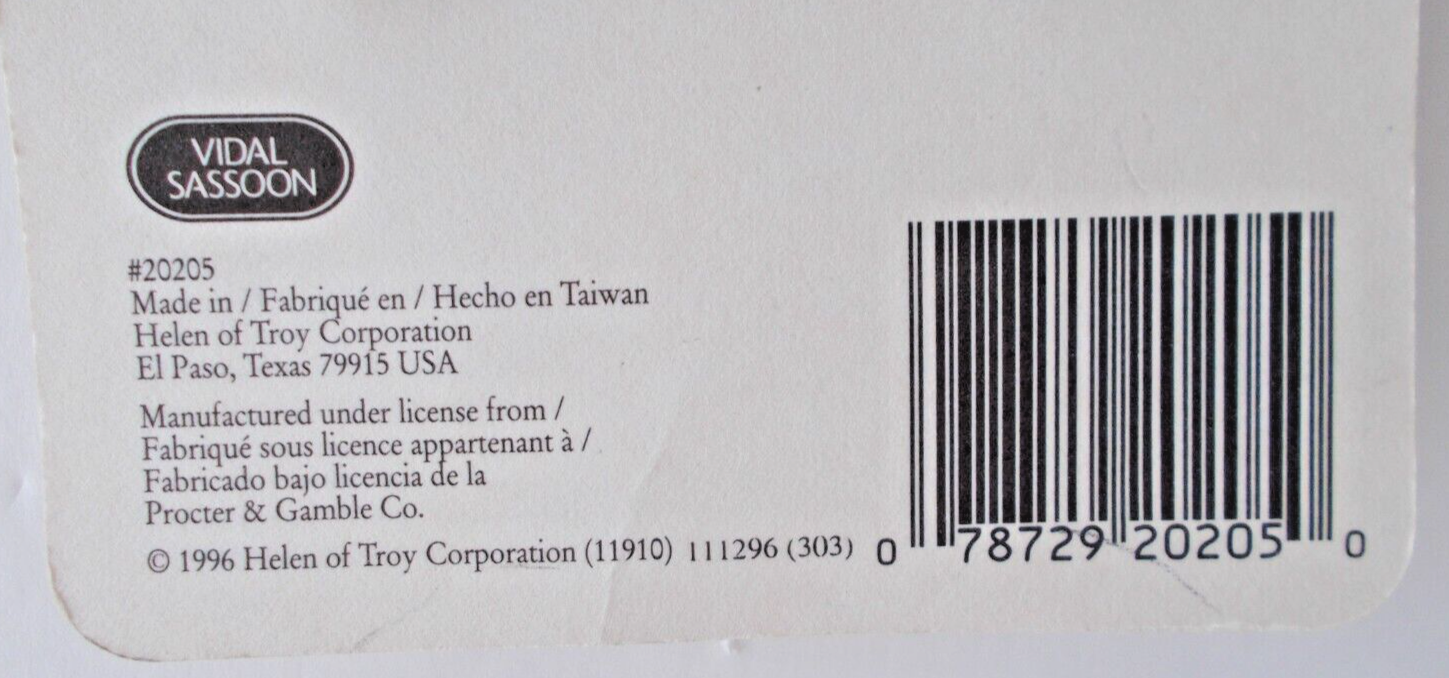 VIDAL
SASSOON
#20205
Made in / Fabriqué en / Hecho en Taiwan
Helen of Troy Corporation
El Paso, Texas 79915 USA
Manufactured under license from /
Fabriqué sous licence appartenant à /
Fabricado bajo licencia de la
Procter & Gamble Co.
© 1996 Helen of Troy Corporation (11910) 111296 (303)
0 78729 20205 0